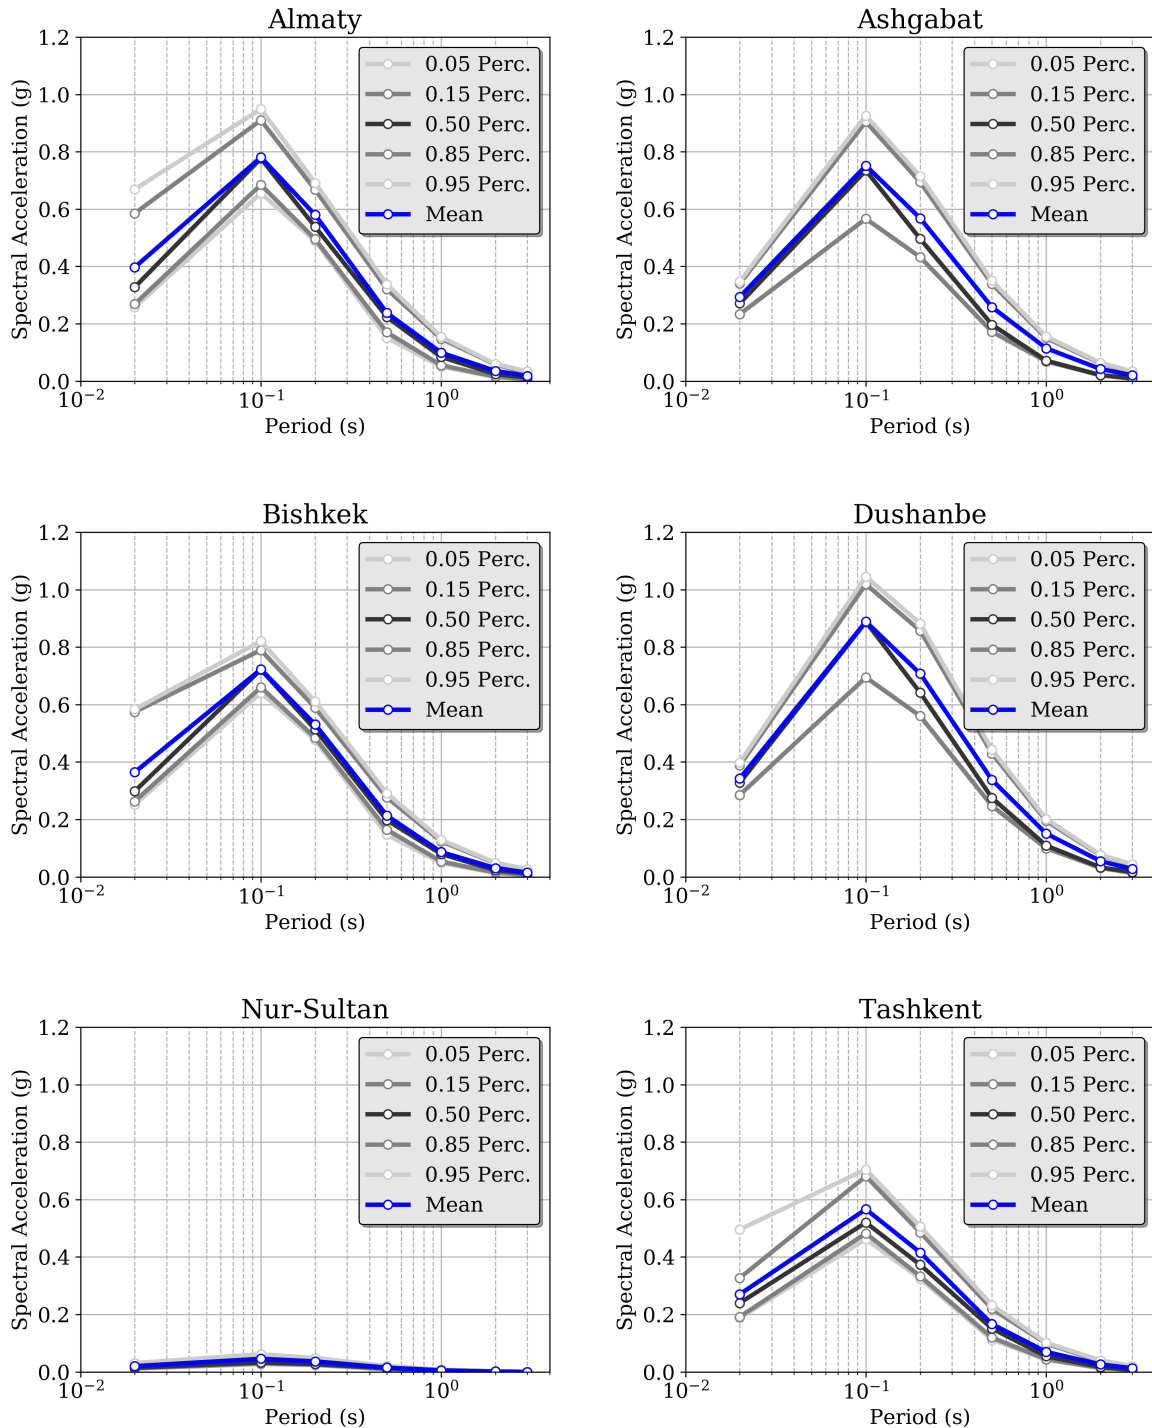 Almaty
Spectral Acceleration (g)
1.2
1.0
0.8
0.6
0.4
0.2
0.0
0.05 Perc.
0.15 Perc.
0.50 Perc.
0.85 Perc.
0.95 Perc.
Mean
10⁻² 10⁻¹ 10⁰
Period (s)
Ashgabat
Spectral Acceleration (g)
1.2
1.0
0.8
0.6
0.4
0.2
0.0
0.05 Perc.
0.15 Perc.
0.50 Perc.
0.85 Perc.
0.95 Perc.
Mean
10⁻² 10⁻¹ 10⁰
Period (s)
Bishkek
Spectral Acceleration (g)
1.2
1.0
0.8
0.6
0.4
0.2
0.0
0.05 Perc.
0.15 Perc.
0.50 Perc.
0.85 Perc.
0.95 Perc.
Mean
10⁻² 10⁻¹ 10⁰
Period (s)
Dushanbe
Spectral Acceleration (g)
1.2
1.0
0.8
0.6
0.4
0.2
0.0
0.05 Perc.
0.15 Perc.
0.50 Perc.
0.85 Perc.
0.95 Perc.
Mean
10⁻² 10⁻¹ 10⁰
Period (s)
Nur-Sultan
Spectral Acceleration (g)
1.2
1.0
0.8
0.6
0.4
0.2
0.0
0.05 Perc.
0.15 Perc.
0.50 Perc.
0.85 Perc.
0.95 Perc.
Mean
10⁻² 10⁻¹ 10⁰
Period (s)
Tashkent
Spectral Acceleration (g)
1.2
1.0
0.8
0.6
0.4
0.2
0.0
0.05 Perc.
0.15 Perc.
0.50 Perc.
0.85 Perc.
0.95 Perc.
Mean
10⁻² 10⁻¹ 10⁰
Period (s)